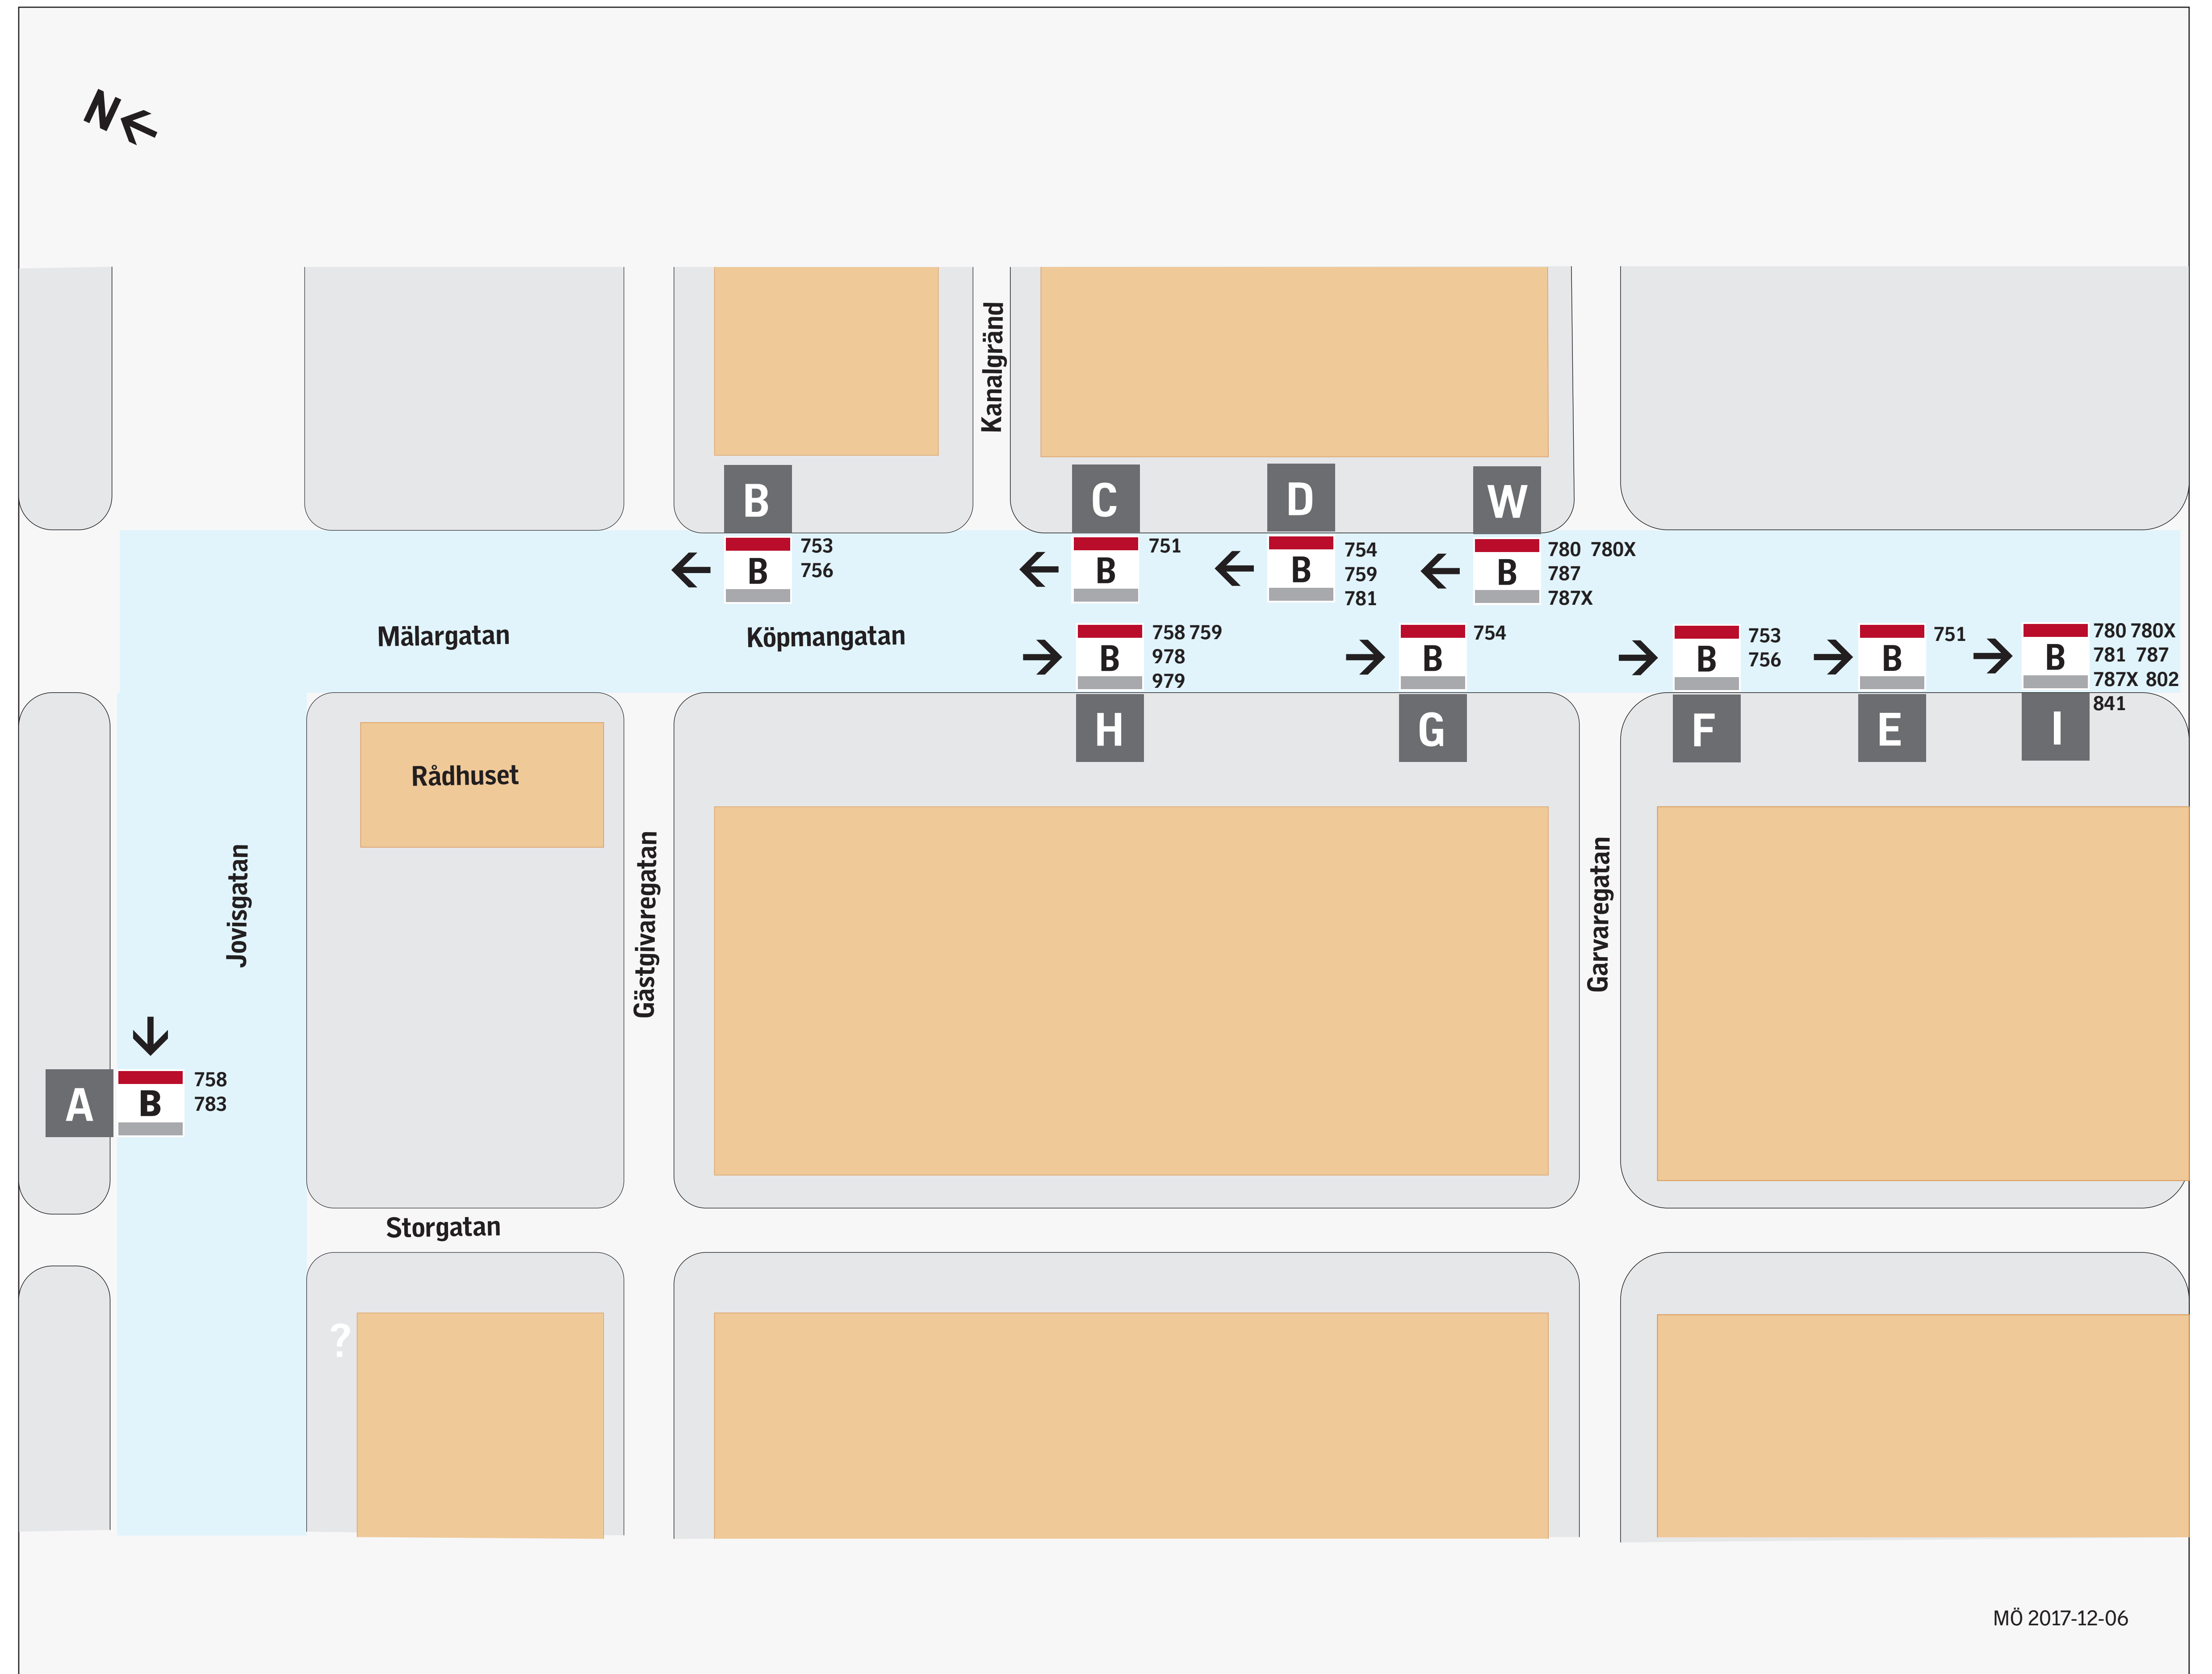 N
Kanalgränd
B
C
D
W
B
753
756
B
751
B
754
759
781
B
780 780X
787
787X
Mälargatan
Köpmangatan
B
758 759
978
979
B
754
B
753
756
B
751
B
780 780X
781 787
787X 802
841
H
G
F
E
I
Rådhuset
Jovisgatan
Gästgivaregatan
Garvaregatan
A
B
758
783
Storgatan
?
MÖ 2017-12-06